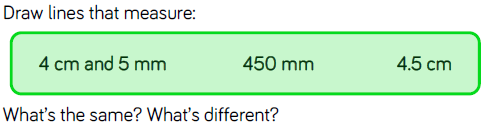 Draw lines that measure:
4 cm and 5 mm 450 mm 4.5 cm
What's the same? What's different?